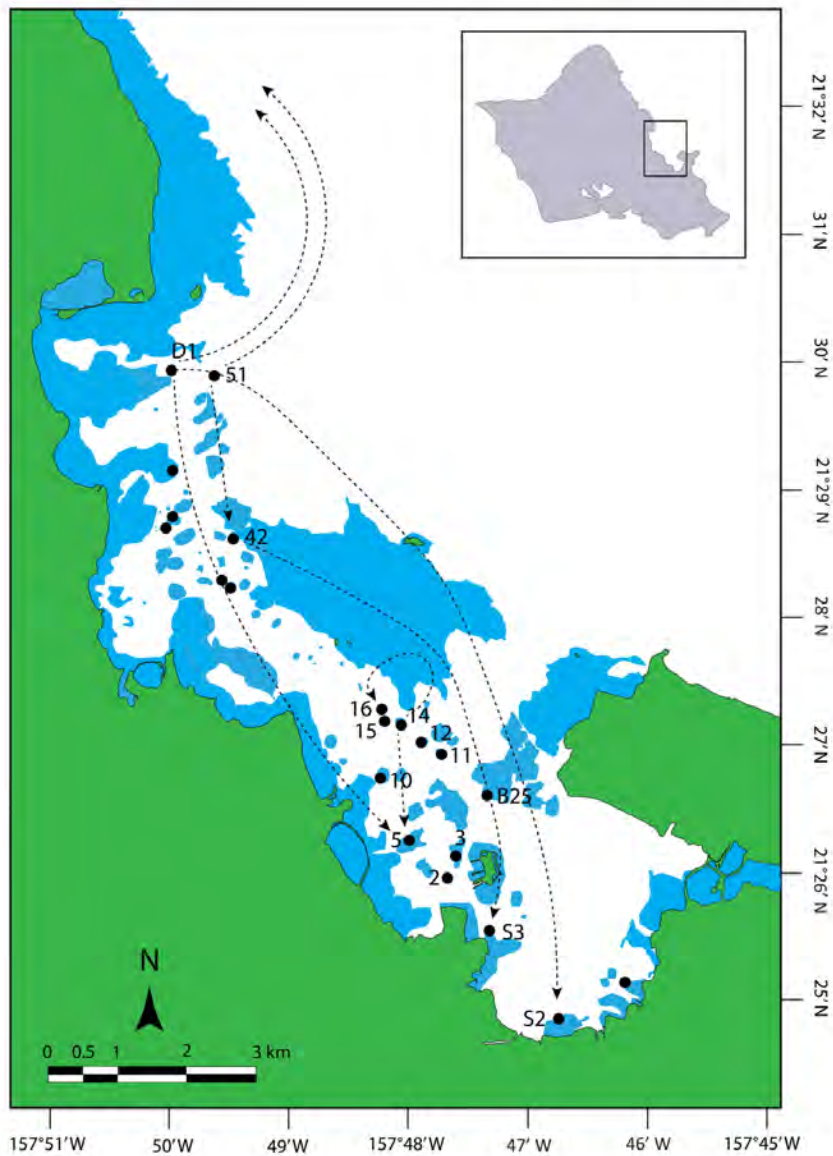 21°32′ N
31′ N
D1
51
30′ N
21°29′ N
42
28′ N
16
14
15
12
11
27′ N
10
B25
5
3
2
21°26′ N
S3
N
25′ N
S2
0 0.5 1 2 3 km
157°51′ W 50′W 49′W 157°48′ W 47′ W 46′ W 157°45′ W